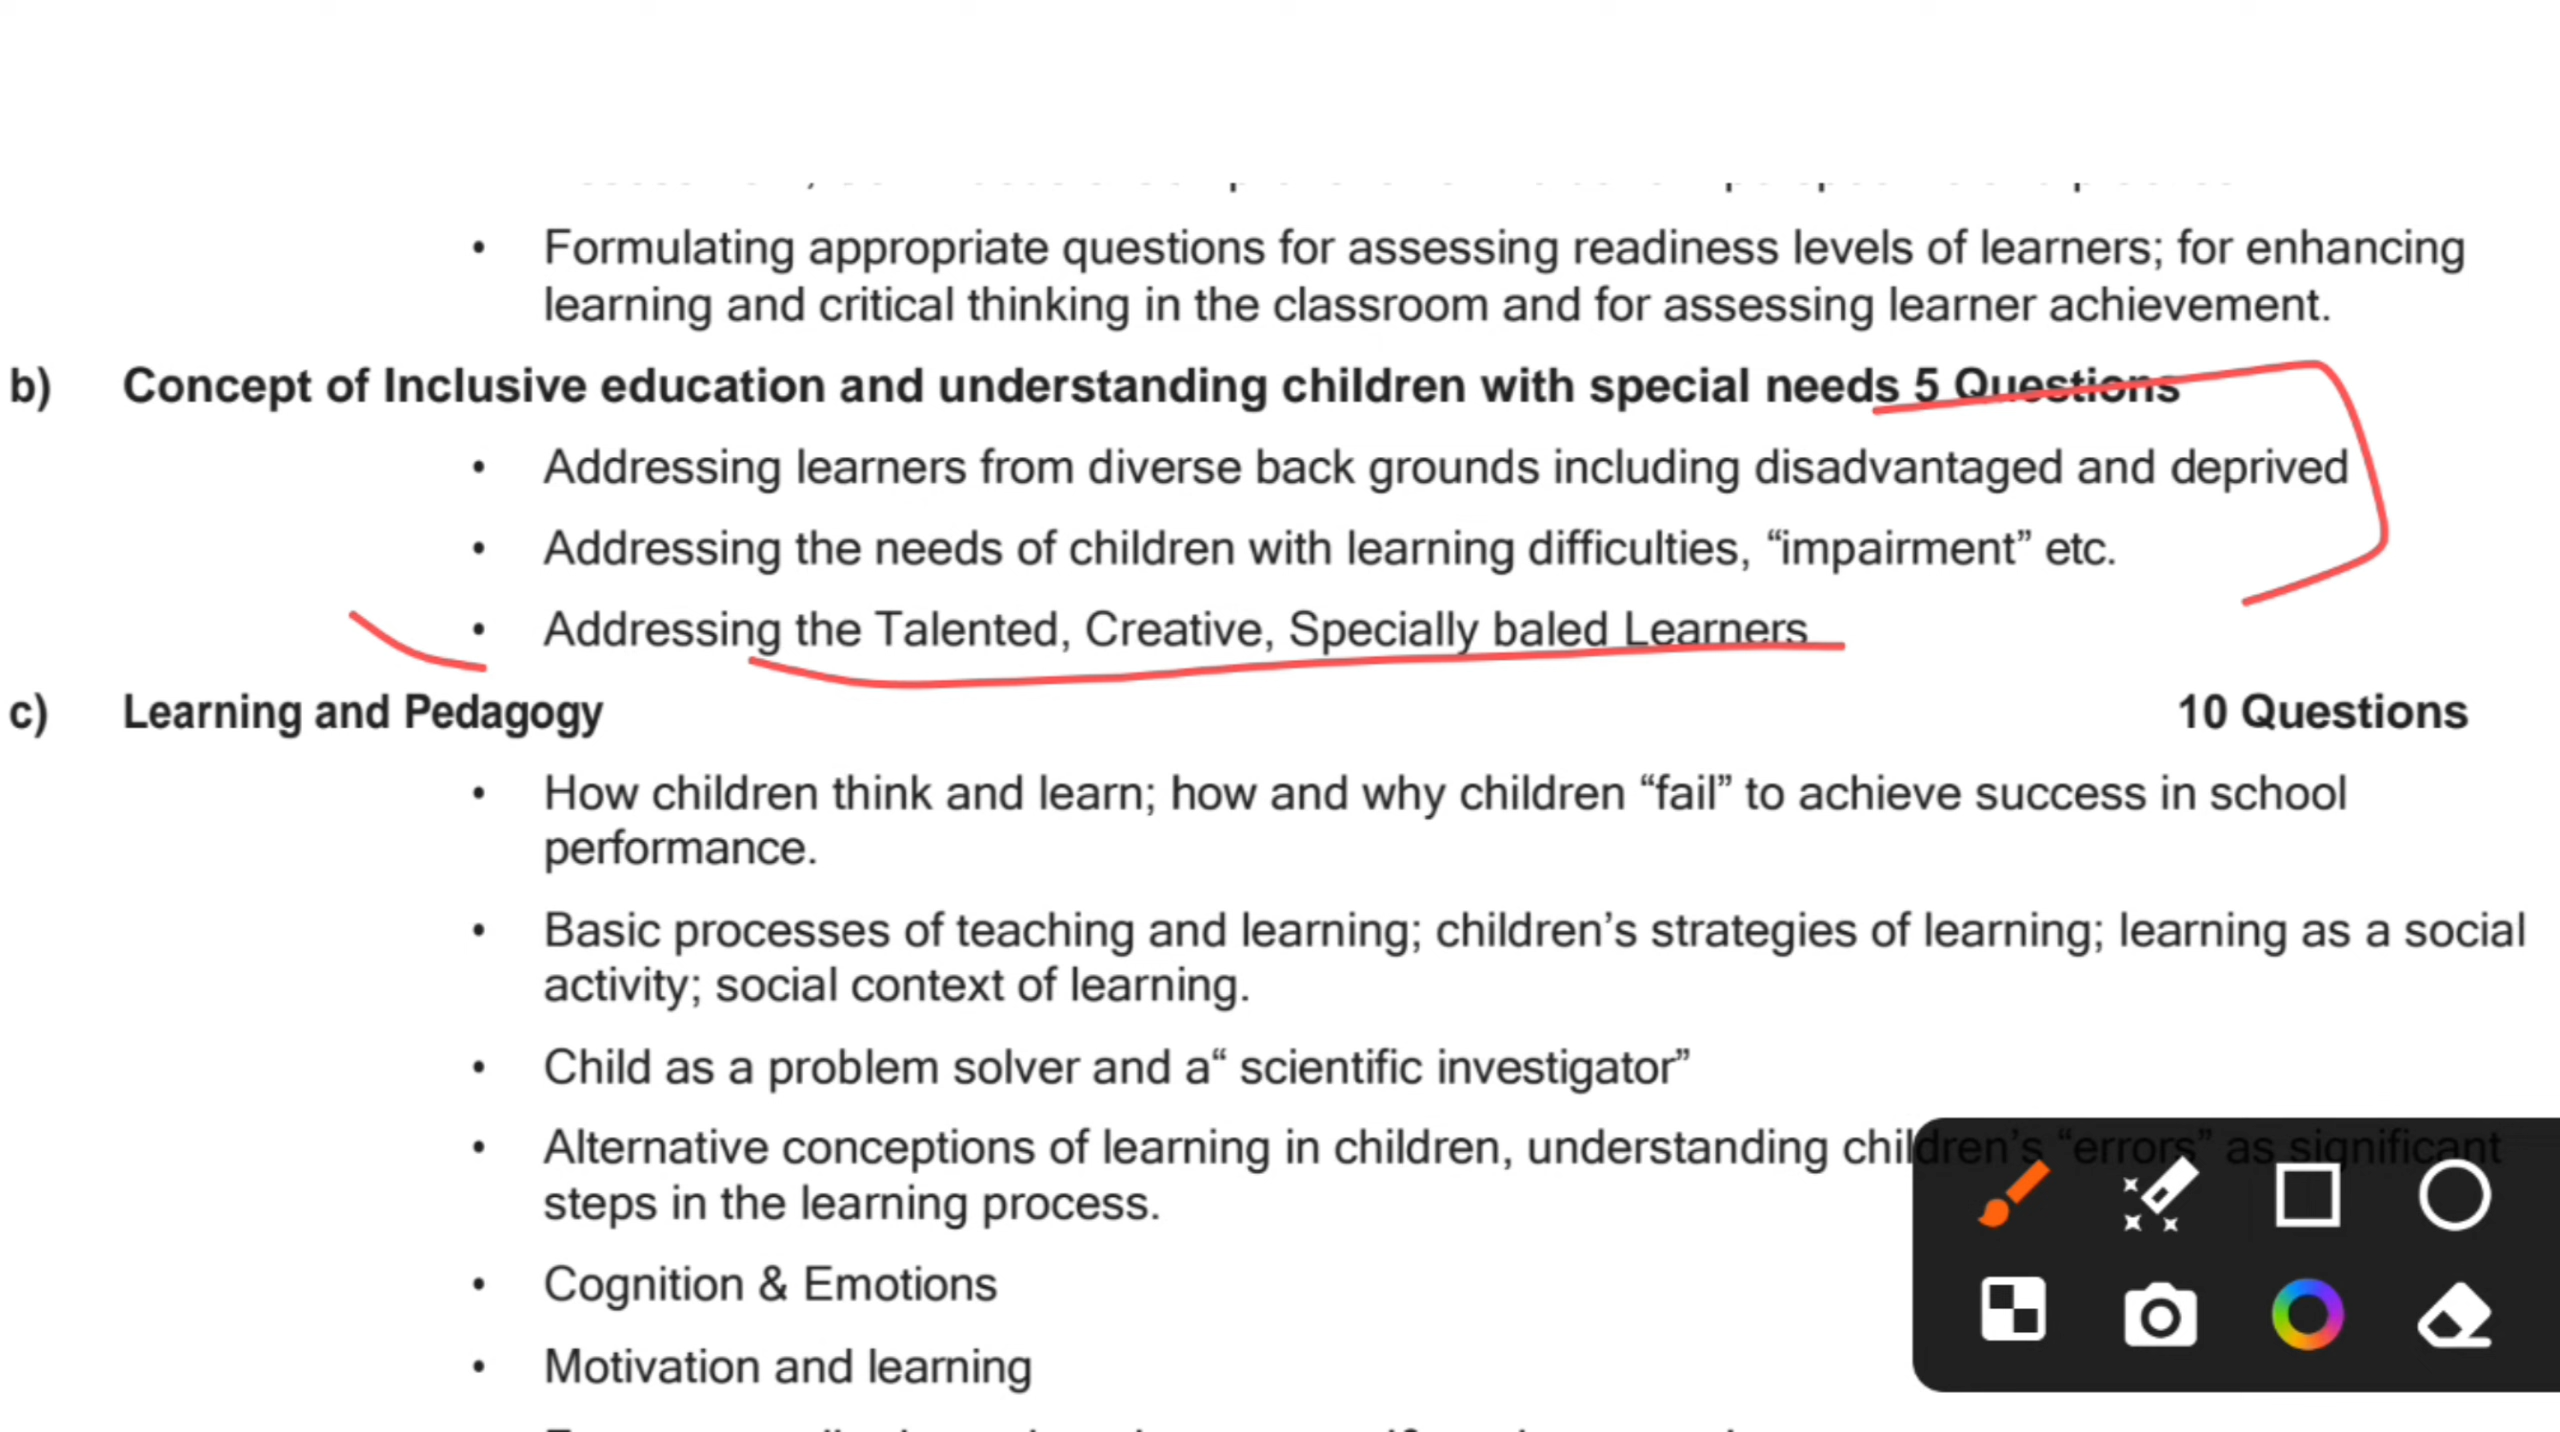 • Formulating appropriate questions for assessing readiness levels of learners; for enhancing
learning and critical thinking in the classroom and for assessing learner achievement.
b) Concept of Inclusive education and understanding children with special needs 5 Questions
• Addressing learners from diverse back grounds including disadvantaged and deprived
• Addressing the needs of children with learning difficulties, “impairment” etc.
• Addressing the Talented, Creative, Specially baled Learners
c) Learning and Pedagogy 10 Questions
• How children think and learn; how and why children “fail” to achieve success in school
performance.
• Basic processes of teaching and learning; children’s strategies of learning; learning as a social
activity; social context of learning.
• Child as a problem solver and a“ scientific investigator”
• Alternative conceptions of learning in children, understanding children’s “errors” as significant
steps in the learning process.
• Cognition & Emotions
• Motivation and learning